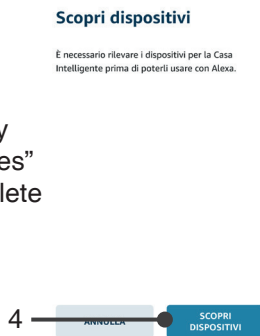 Scopri dispositivi
È necessario rilevare i dispositivi per la Casa
Intelligente prima di poterli usare con Alexa.
y
es”
lete
4
ANNULLA
SCOPRI
DISPOSITIVI